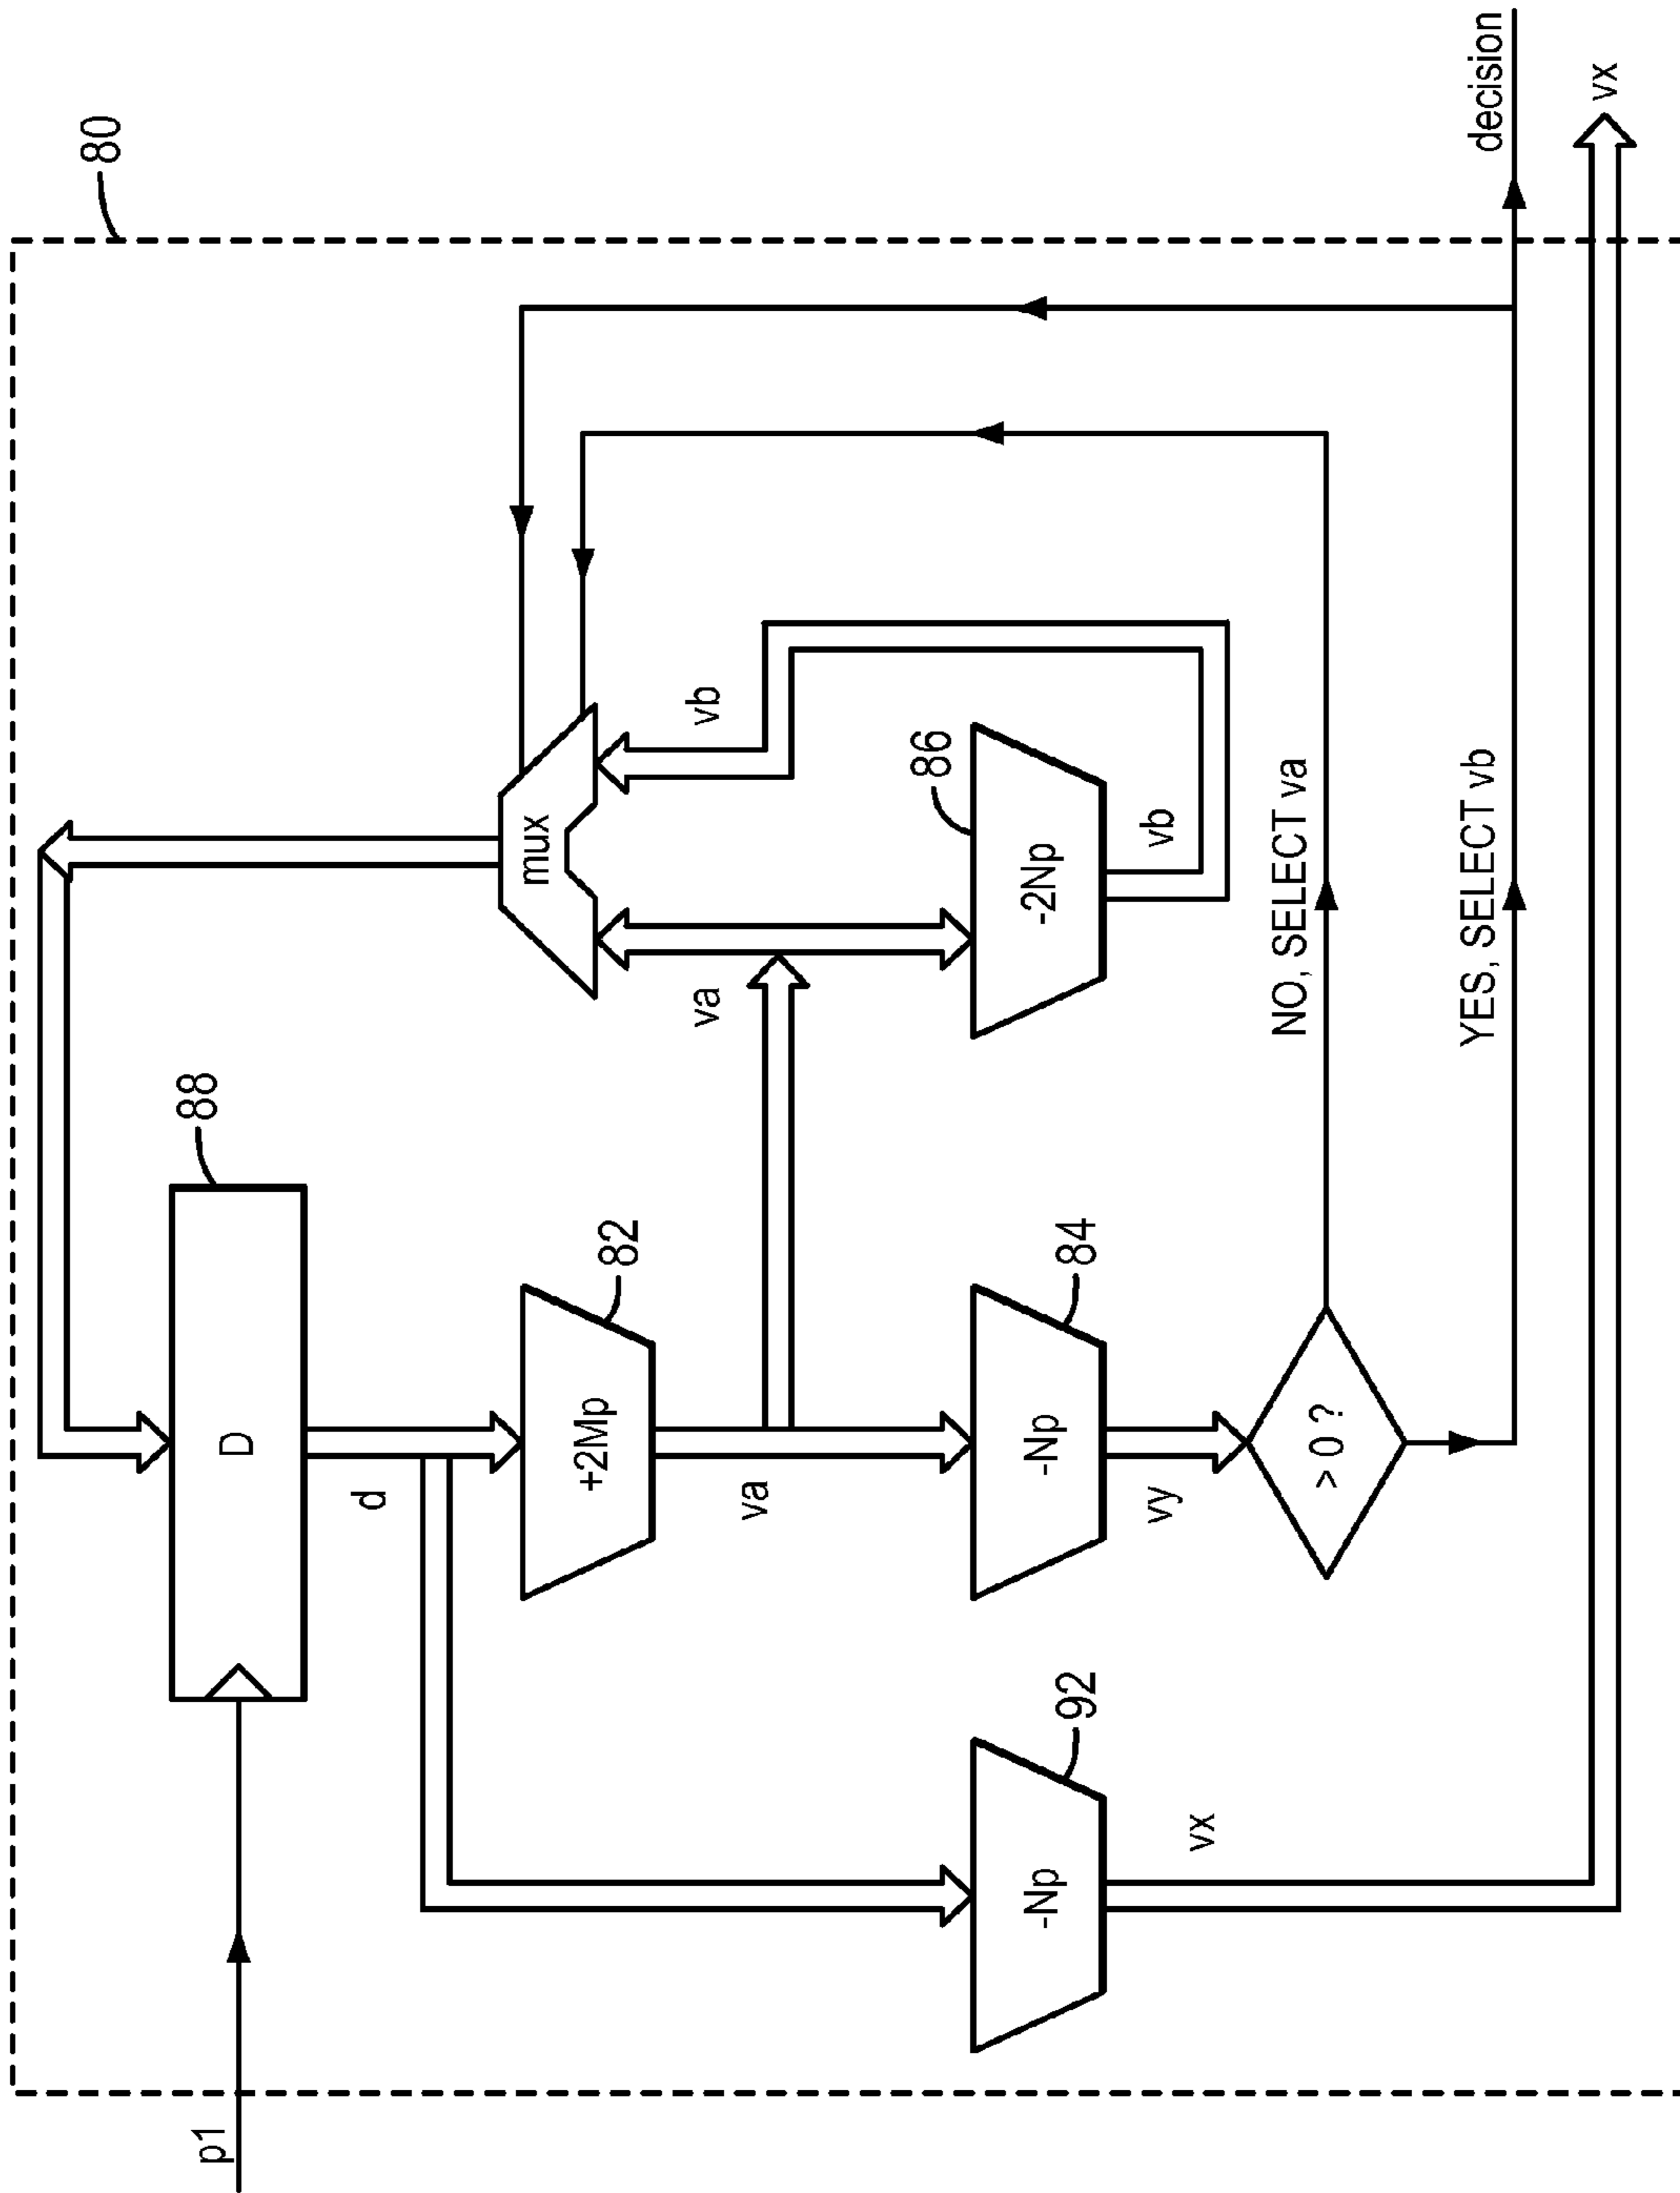 80
p1
D
88
d
+2Mp
82
va
va
mux
vb
-Np
92
-Np
84
-2Np
86
vb
vx
vy
> 0 ?
NO, SELECT va
YES, SELECT vb
decision
vx